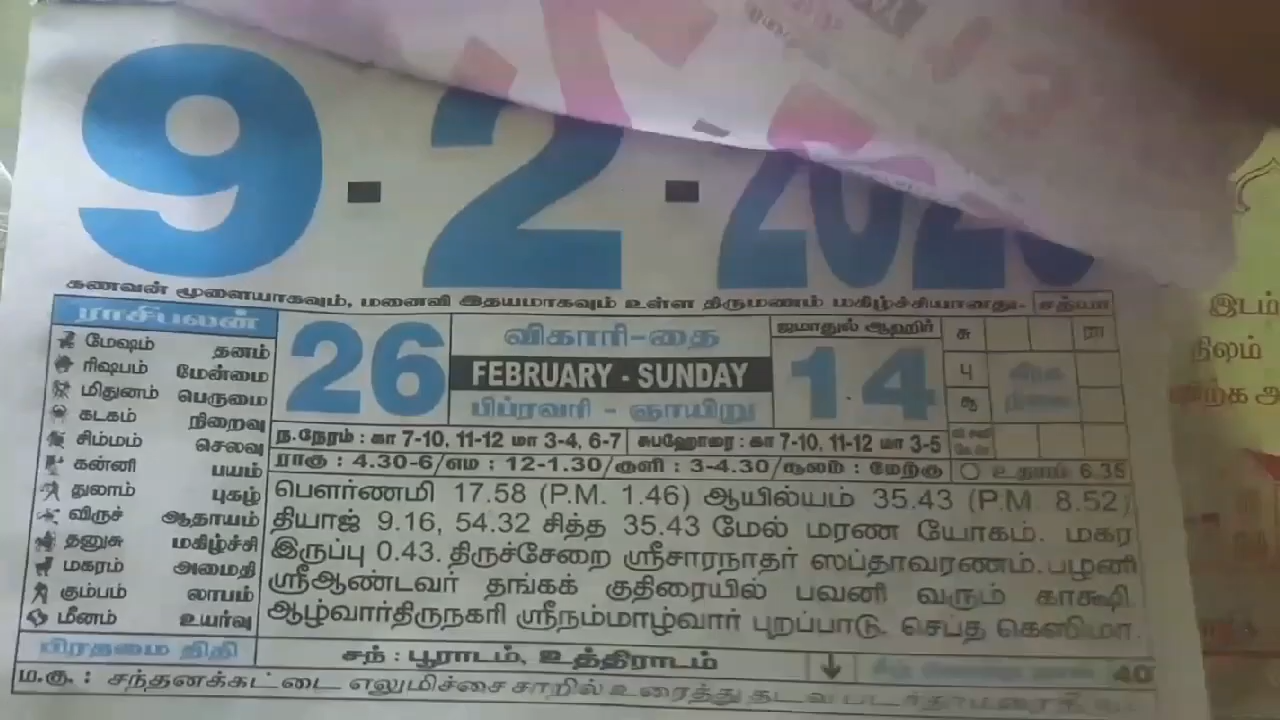 9 - 2 - 2020
கணவன் மூளையாகவும், மனைவி இதயமாகவும் உள்ள திருமணம் மகிழ்ச்சியானது-
ராசிபலன்
மேஷம் தனம்
ரிஷபம் மேன்மை
மிதுனம் பெருமை
கடகம் நிறைவு
சிம்மம் செலவு
கன்னி பயம்
துலாம் புகழ்
விருச் ஆதாயம்
தனுசு மகிழ்ச்சி
மகரம் அமைதி
கும்பம் லாபம்
மீனம் உயர்வு
26
விகாரி-தை
FEBRUARY - SUNDAY
பிப்ரவரி - ஞாயிறு
ஜமாதுல் ஆஹிர்
14
சு
பு
ந.நேரம் : கா 7-10, 11-12 மா 3-4, 6-7
சுபஹோரை : கா 7-10, 11-12 மா 3-5
ராகு : 4.30-6/எம : 12-1.30/குளி : 3-4.30/சூலம் : மேற்கு
உதயம் 6.35
பௌர்ணமி 17.58 (P.M. 1.46) ஆயில்யம் 35.43 (P.M. 8.52)
தியாஜ் 9.16, 54.32 சித்த 35.43 மேல் மரண யோகம். மகர
இருப்பு 0.43. திருச்சேறை ஸ்ரீசாரநாதர் ஸப்தாவரணம். பழனி
ஸ்ரீஆண்டவர் தங்கக் குதிரையில் பவனி வரும் காக்ஷி.
ஆழ்வார்திருநகரி ஸ்ரீநம்மாழ்வார் புறப்பாடு.
பிரதமை திதி
சந் : பூராடம், உத்திராடம்
40
ம.கு : சந்தனக்கட்டை எலுமிச்சை சாறில் உரைத்து தடவ
இடம்
நிலம்